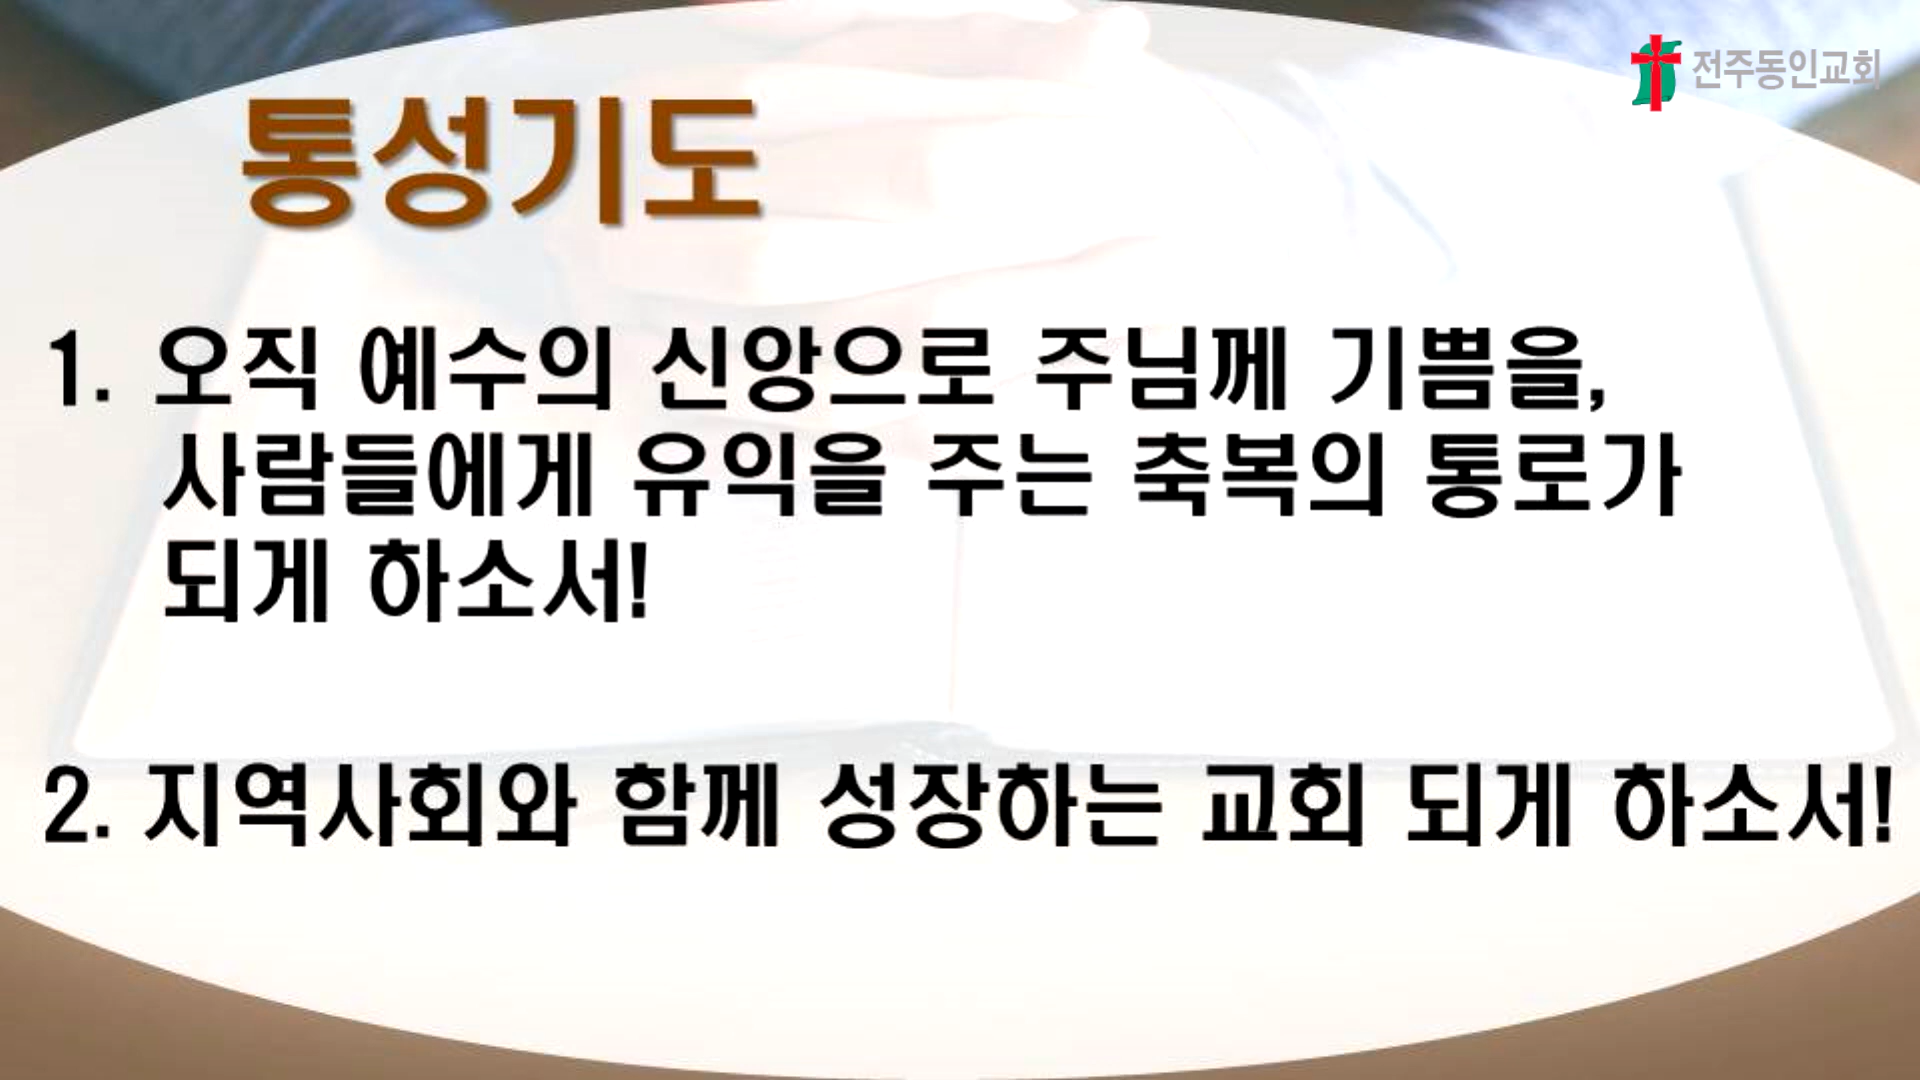 전주동인교회
통성기도
1. 오직 예수의 신앙으로 주님께 기쁨을,
사람들에게 유익을 주는 축복의 통로가
되게 하소서!
2. 지역사회와 함께 성장하는 교회 되게 하소서!